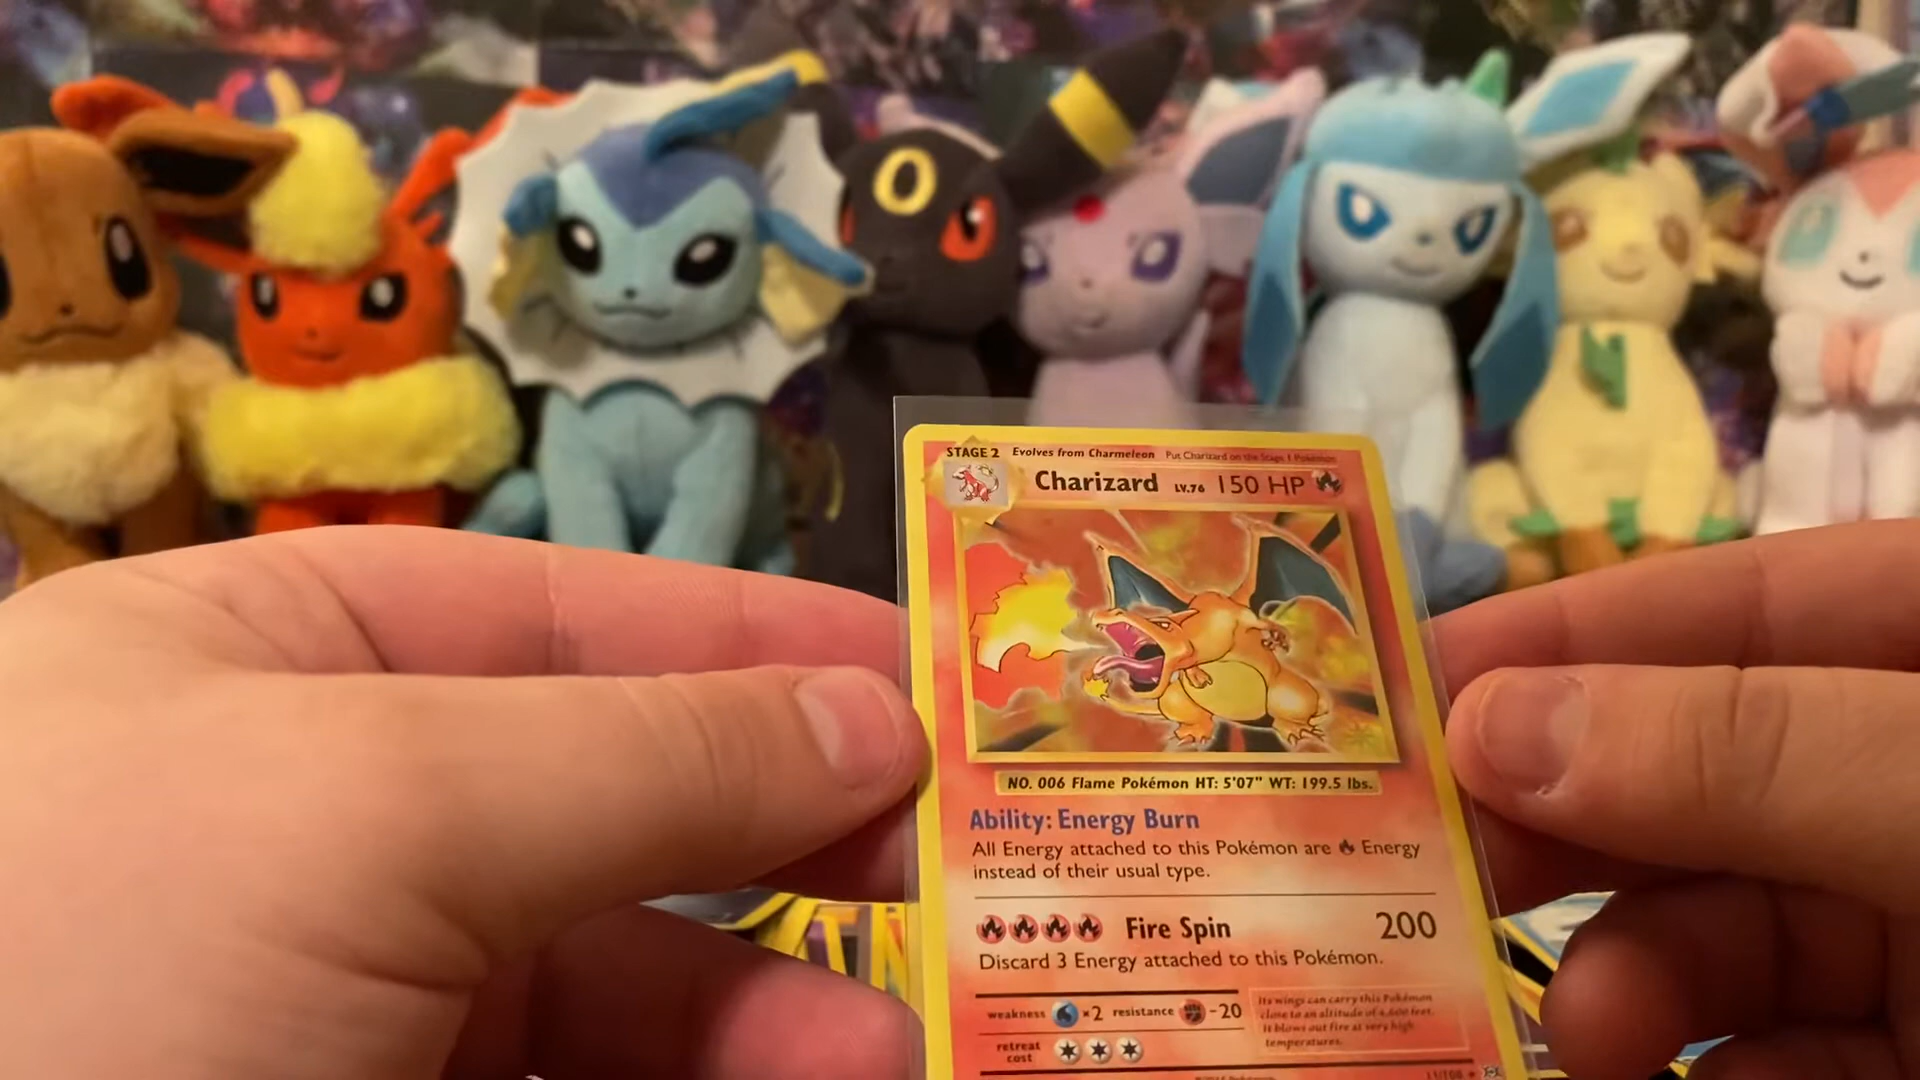 STAGE 2 Evolves from Charmeleon Put Charizard on the Stage 1 Pokémon
Charizard LV.76 150 HP
NO. 006 Flame Pokémon HT: 5'07" WT: 199.5 lbs.
Ability: Energy Burn
All Energy attached to this Pokémon are Energy
instead of their usual type.
Fire Spin 200
Discard 3 Energy attached to this Pokémon.
weakness ×2 resistance -20
retreat
cost
Its wings can carry this Pokémon
close to an altitude of 4,600 feet.
It blows out fire at very high
temperatures.
11/108